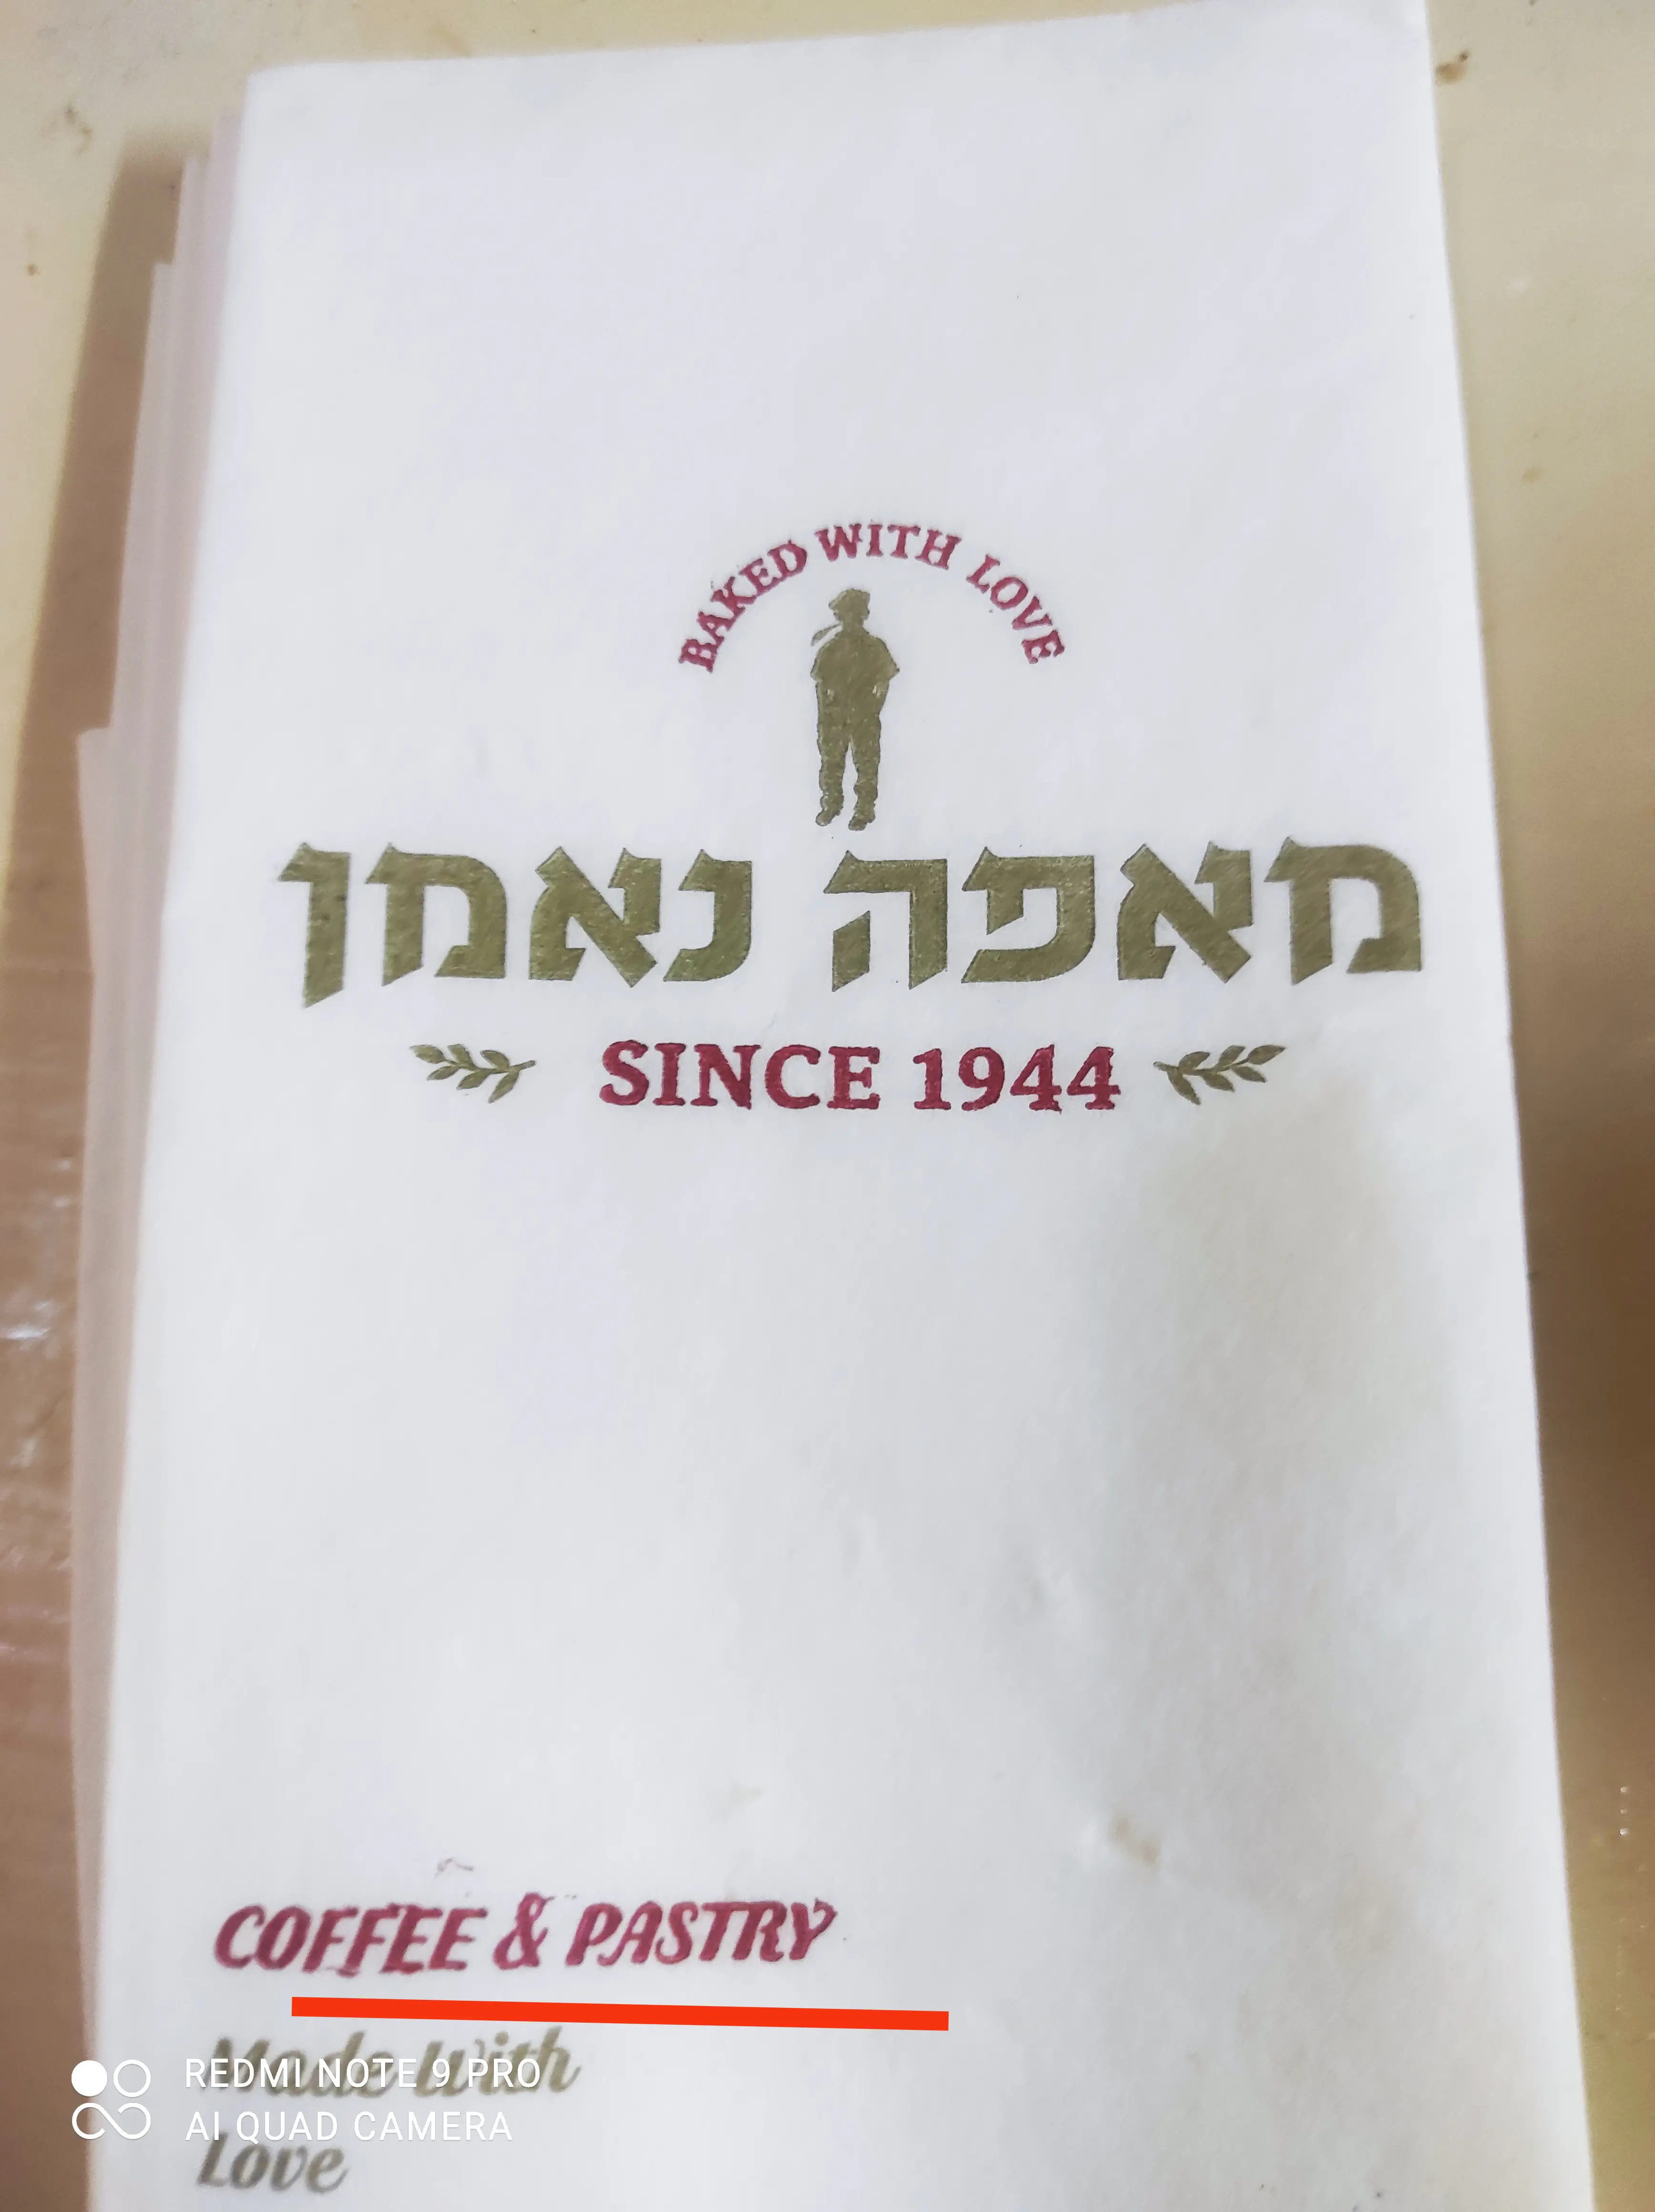 BAKED WITH LOVE
מאפה נאמן
SINCE 1944
COFFEE & PASTRY
Made With
Love
REDMI NOTE 9 PRO
AI QUAD CAMERA